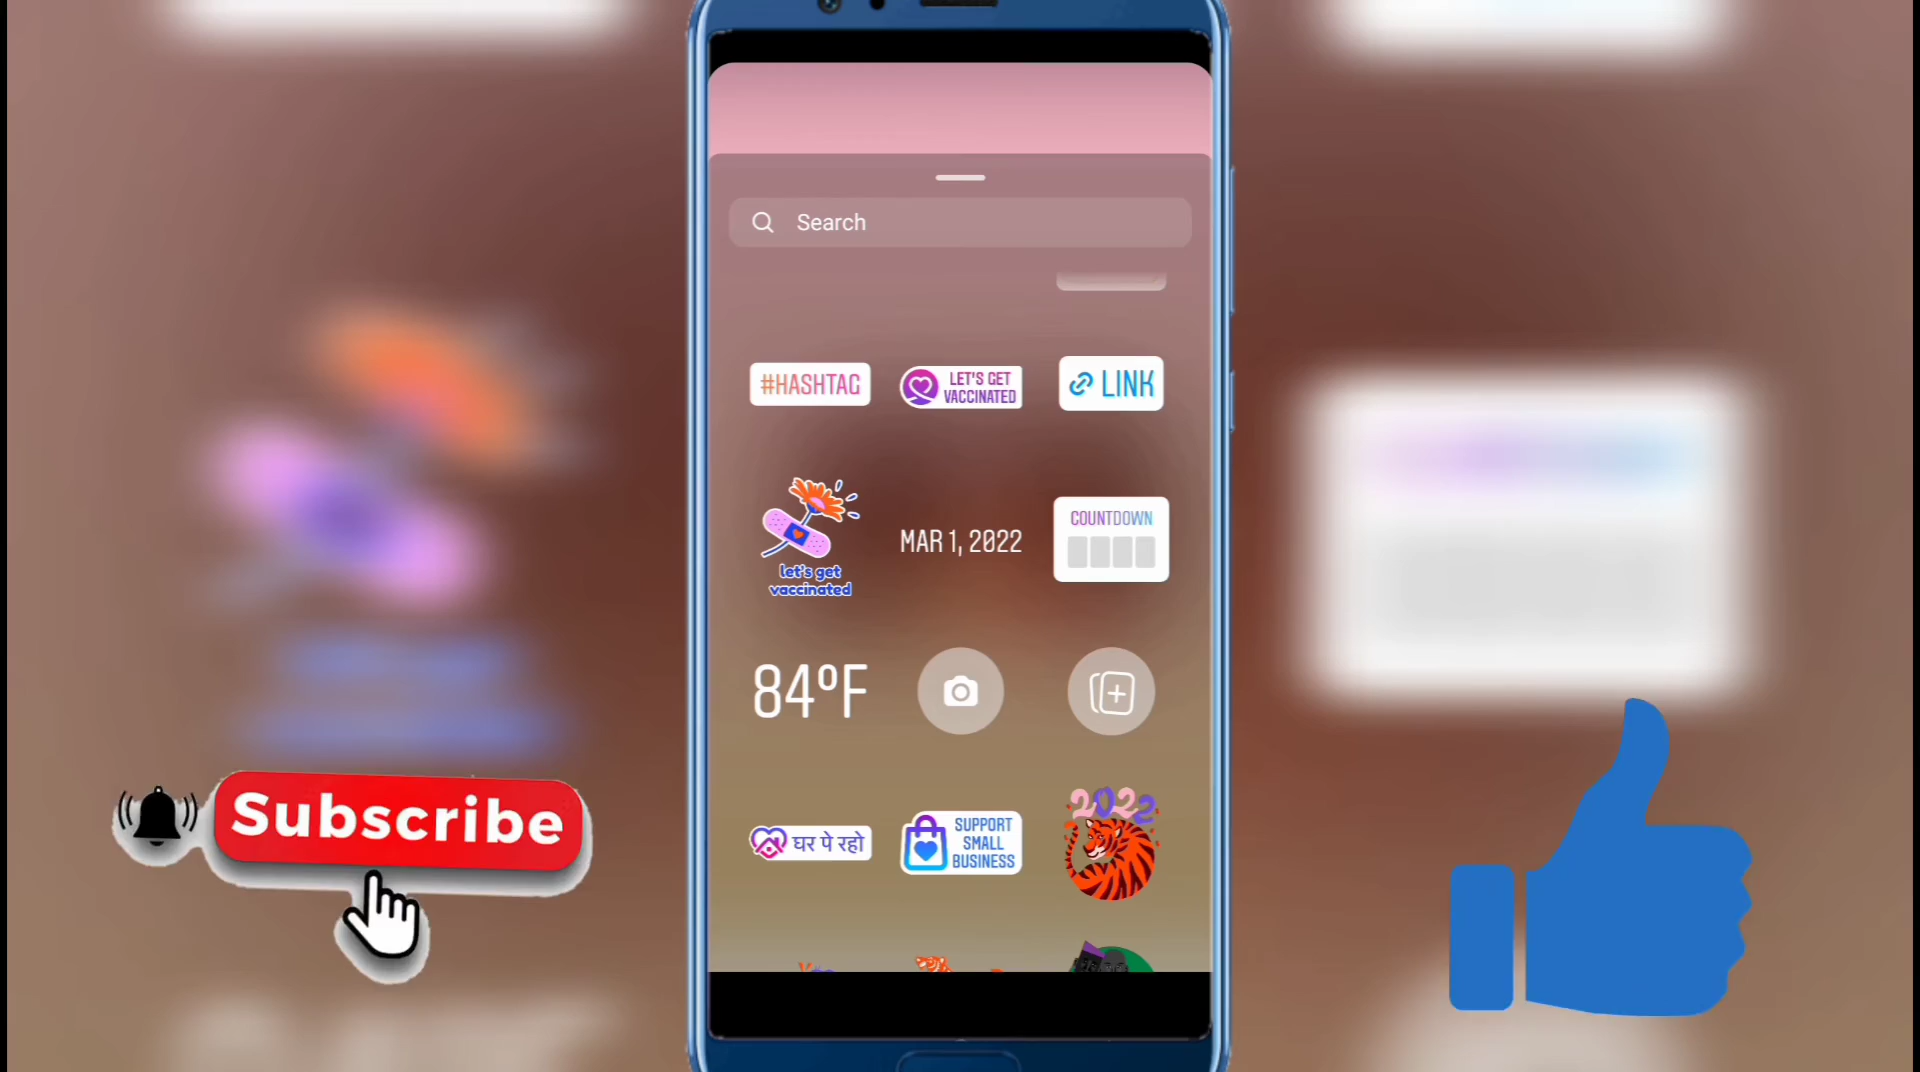 Search
#HASHTAG
LET'S GET
VACCINATED
LINK
let's get
vaccinated
MAR 1, 2022
COUNTDOWN
84°F
घर पे रहो
SUPPORT
SMALL
BUSINESS
2022
Subscribe